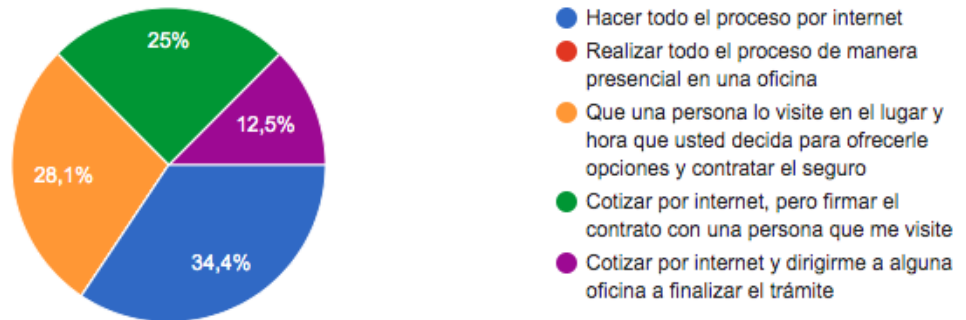 25%
12,5%
28,1%
34,4%
Hacer todo el proceso por internet
Realizar todo el proceso de manera
presencial en una oficina
Que una persona lo visite en el lugar y
hora que usted decida para ofrecerle
opciones y contratar el seguro
Cotizar por internet, pero firmar el
contrato con una persona que me visite
Cotizar por internet y dirigirme a alguna
oficina a finalizar el trámite